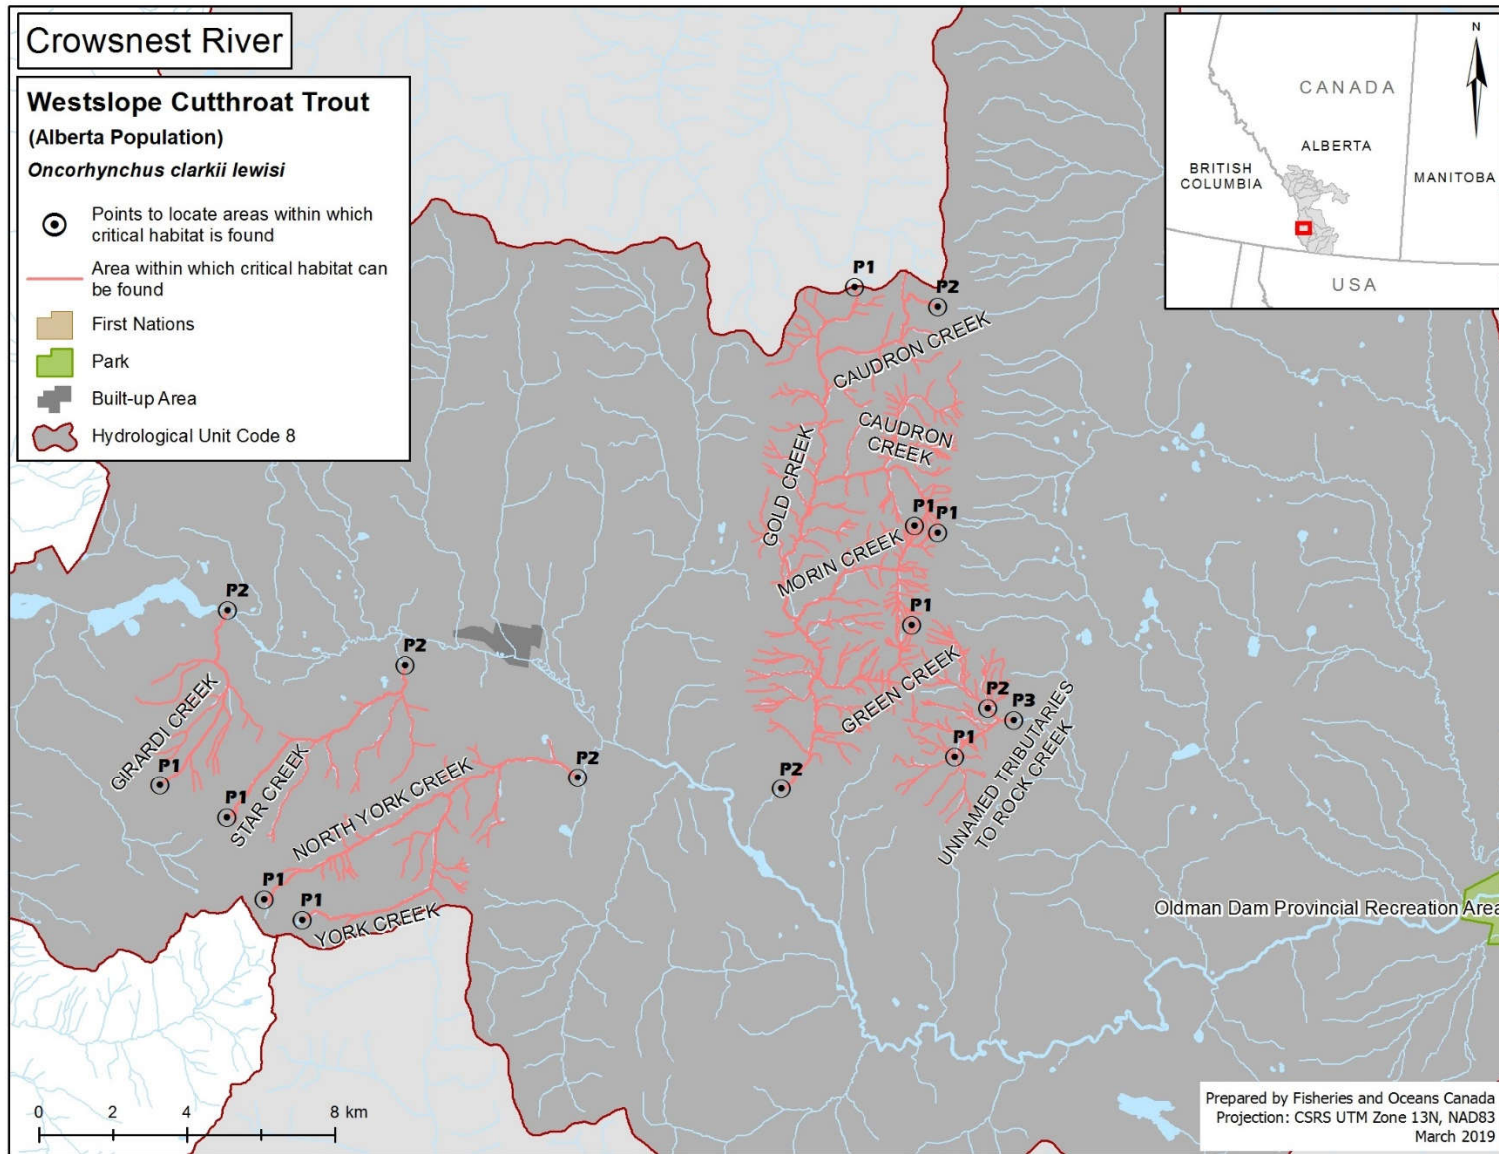 Crowsnest River
Westslope Cutthroat Trout
(Alberta Population)
Oncorhynchus clarkii lewisi
Points to locate areas within which
critical habitat is found
Area within which critical habitat can
be found
First Nations
Park
Built-up Area
Hydrological Unit Code 8
N
CANADA
ALBERTA
BRITISH
COLUMBIA
MANITOBA
USA
P1
P2
CAUDRON CREEK
CAUDRON
CREEK
GOLD CREEK
P1
P1
MORIN CREEK
P2
P1
P2
GREEN CREEK
P2
P3
P1
UNNAMED TRIBUTARIES
TO ROCK CREEK
GIRARDI CREEK
P1
P2
P2
P1
STAR CREEK
NORTH YORK CREEK
P1
P1
YORK CREEK
Oldman Dam Provincial Recreation Area
0 2 4 8 km
Prepared by Fisheries and Oceans Canada
Projection: CSRS UTM Zone 13N, NAD83
March 2019